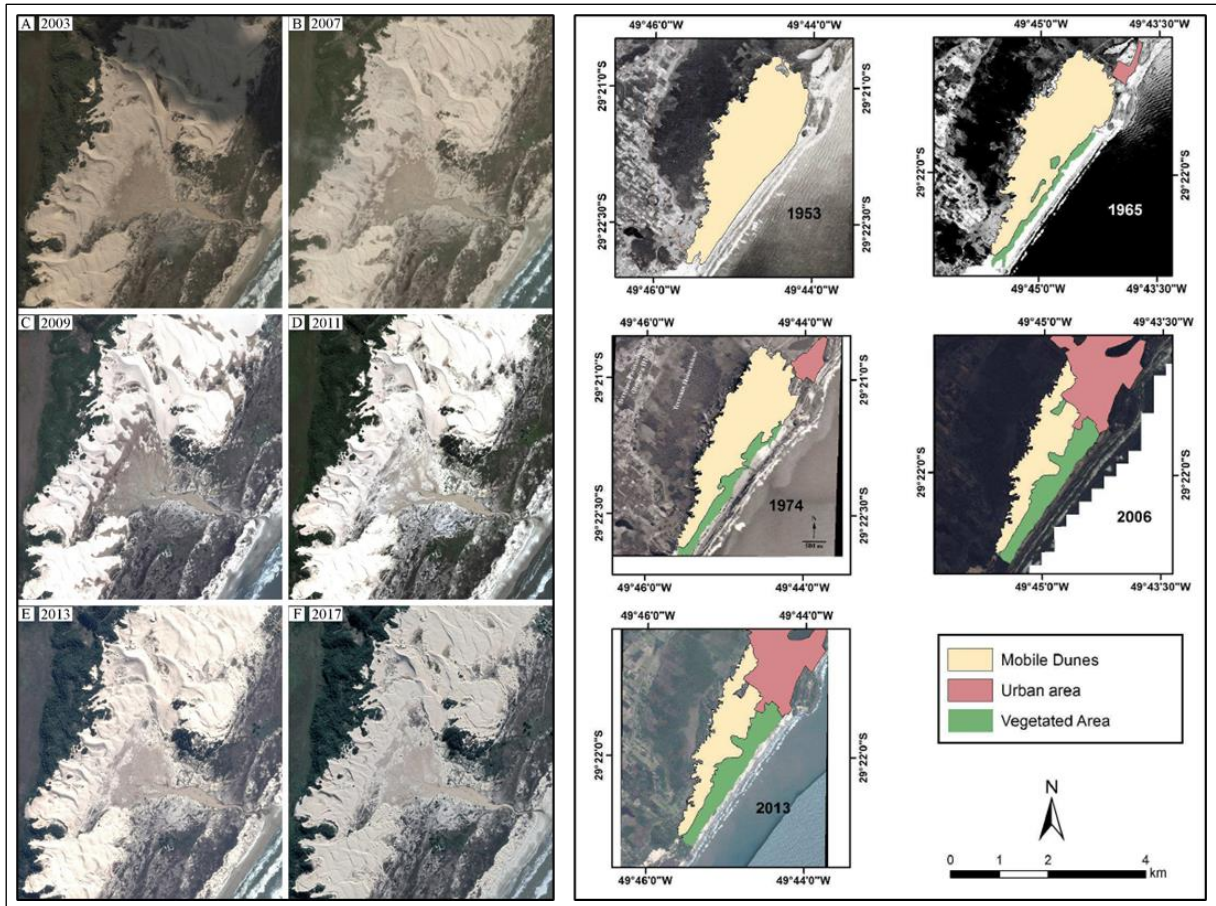 A 2003
B 2007
C 2009
D 2011
E 2013
F 2017
49°46'0"W 49°44'0"W
29°21'0"S
29°22'30"S
29°22'30"S
1953
49°46'0"W 49°44'0"W
49°45'0"W 49°43'30"W
29°22'0"S
29°22'0"S
1965
49°45'0"W 49°43'30"W
49°46'0"W 49°44'0"W
29°21'0"S
29°22'30"S
29°22'30"S
1974
N
49°46'0"W 49°44'0"W
49°45'0"W 49°43'30"W
29°22'0"S
29°22'0"S
2006
49°45'0"W 49°43'30"W
49°46'0"W 49°44'0"W
29°22'0"S
29°22'0"S
2013
49°46'0"W 49°44'0"W
Mobile Dunes
Urban area
Vegetated Area
N
0 1 2 4
km